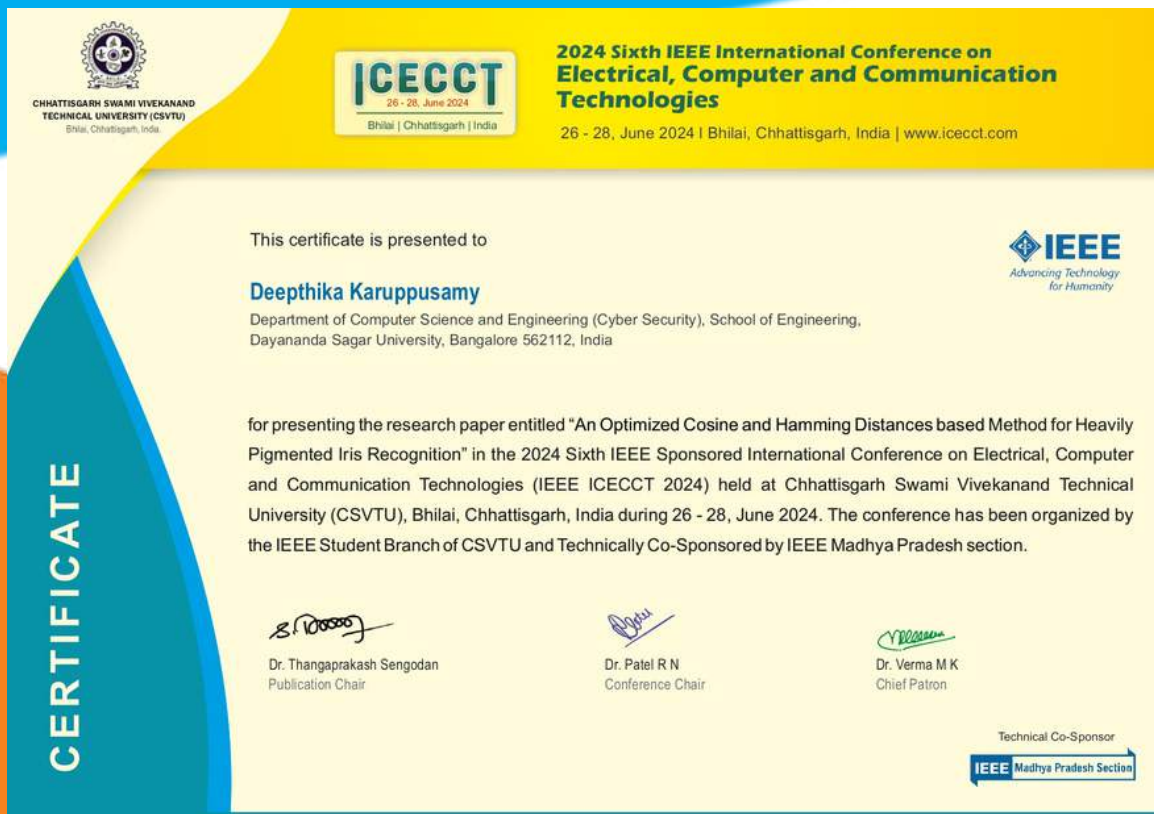 CHHATTISGARH SWAMI VIVEKANAND
TECHNICAL UNIVERSITY (CSVTU)
Bhilai, Chhattisgarh, India.
ICECCT
26 - 28, June 2024
Bhilai | Chhattisgarh | India
2024 Sixth IEEE International Conference on
Electrical, Computer and Communication
Technologies
26 - 28, June 2024 I Bhilai, Chhattisgarh, India | www.icecct.com
This certificate is presented to
IEEE
Advancing Technology
for Humanity
Deepthika Karuppusamy
Department of Computer Science and Engineering (Cyber Security), School of Engineering,
Dayananda Sagar University, Bangalore 562112, India
for presenting the research paper entitled “An Optimized Cosine and Hamming Distances based Method for Heavily
Pigmented Iris Recognition” in the 2024 Sixth IEEE Sponsored International Conference on Electrical, Computer
and Communication Technologies (IEEE ICECCT 2024) held at Chhattisgarh Swami Vivekanand Technical
University (CSVTU), Bhilai, Chhattisgarh, India during 26 - 28, June 2024. The conference has been organized by
the IEEE Student Branch of CSVTU and Technically Co-Sponsored by IEEE Madhya Pradesh section.
CERTIFICATE
Dr. Thangaprakash Sengodan
Publication Chair
Dr. Patel R N
Conference Chair
Dr. Verma M K
Chief Patron
Technical Co-Sponsor
IEEE Madhya Pradesh Section